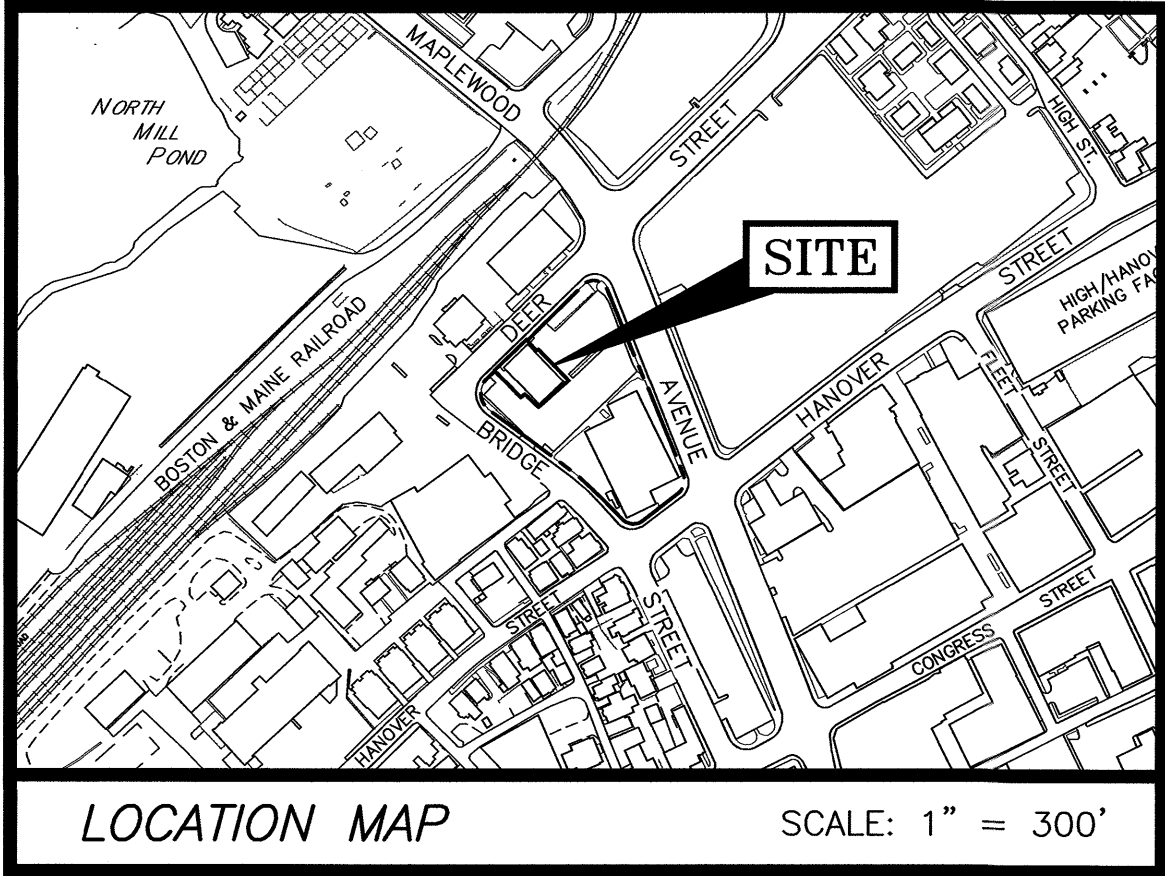 MAPLEWOOD
NORTH
MILL
POND
STREET
HIGH ST.
SITE
STREET
HIGH/HANOV
PARKING FAC
DEER
BOSTON & MAINE RAILROAD
AVENUE
HANOVER
FLEET
STREET
BRIDGE
STREET
STREET
STREET
CONGRESS
HANOVER
LOCATION MAP
SCALE: 1" = 300'